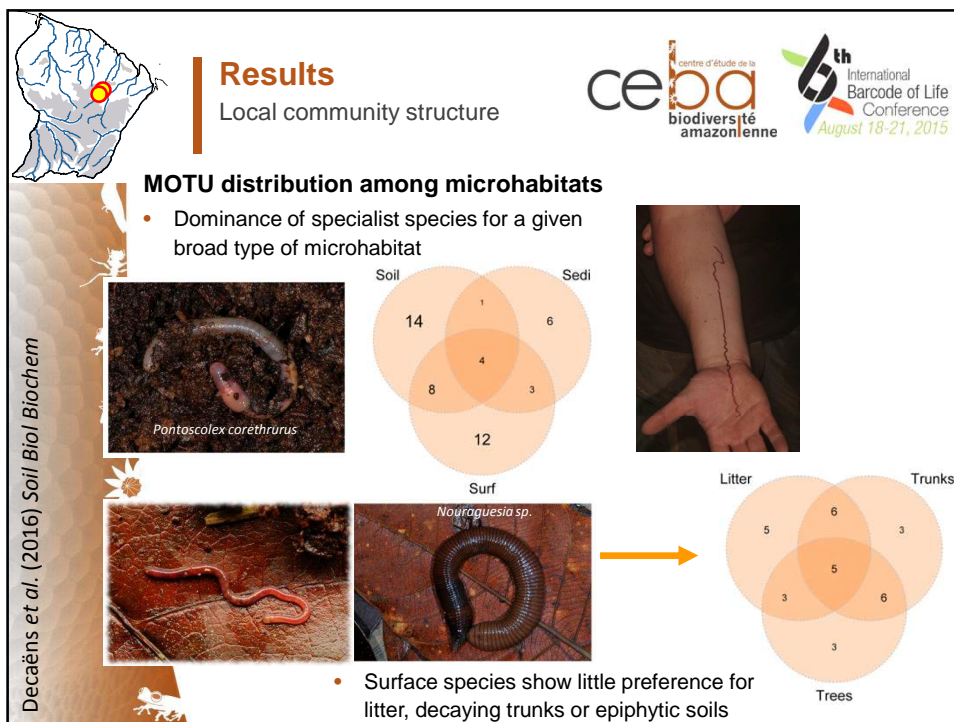 Results
Local community structure
centre d'étude de la
ceba
biodiversité
amazonienne
6th
International
Barcode of Life
Conference
August 18-21, 2015
MOTU distribution among microhabitats
• Dominance of specialist species for a given
broad type of microhabitat
Soil
Sedi
1
14
6
4
8
3
12
Surf
Pontoscolex corethrurus
Nouraguesia sp.
Litter
Trunks
6
5
3
5
3
6
3
Trees
• Surface species show little preference for
litter, decaying trunks or epiphytic soils
Decaëns et al. (2016) Soil Biol Biochem